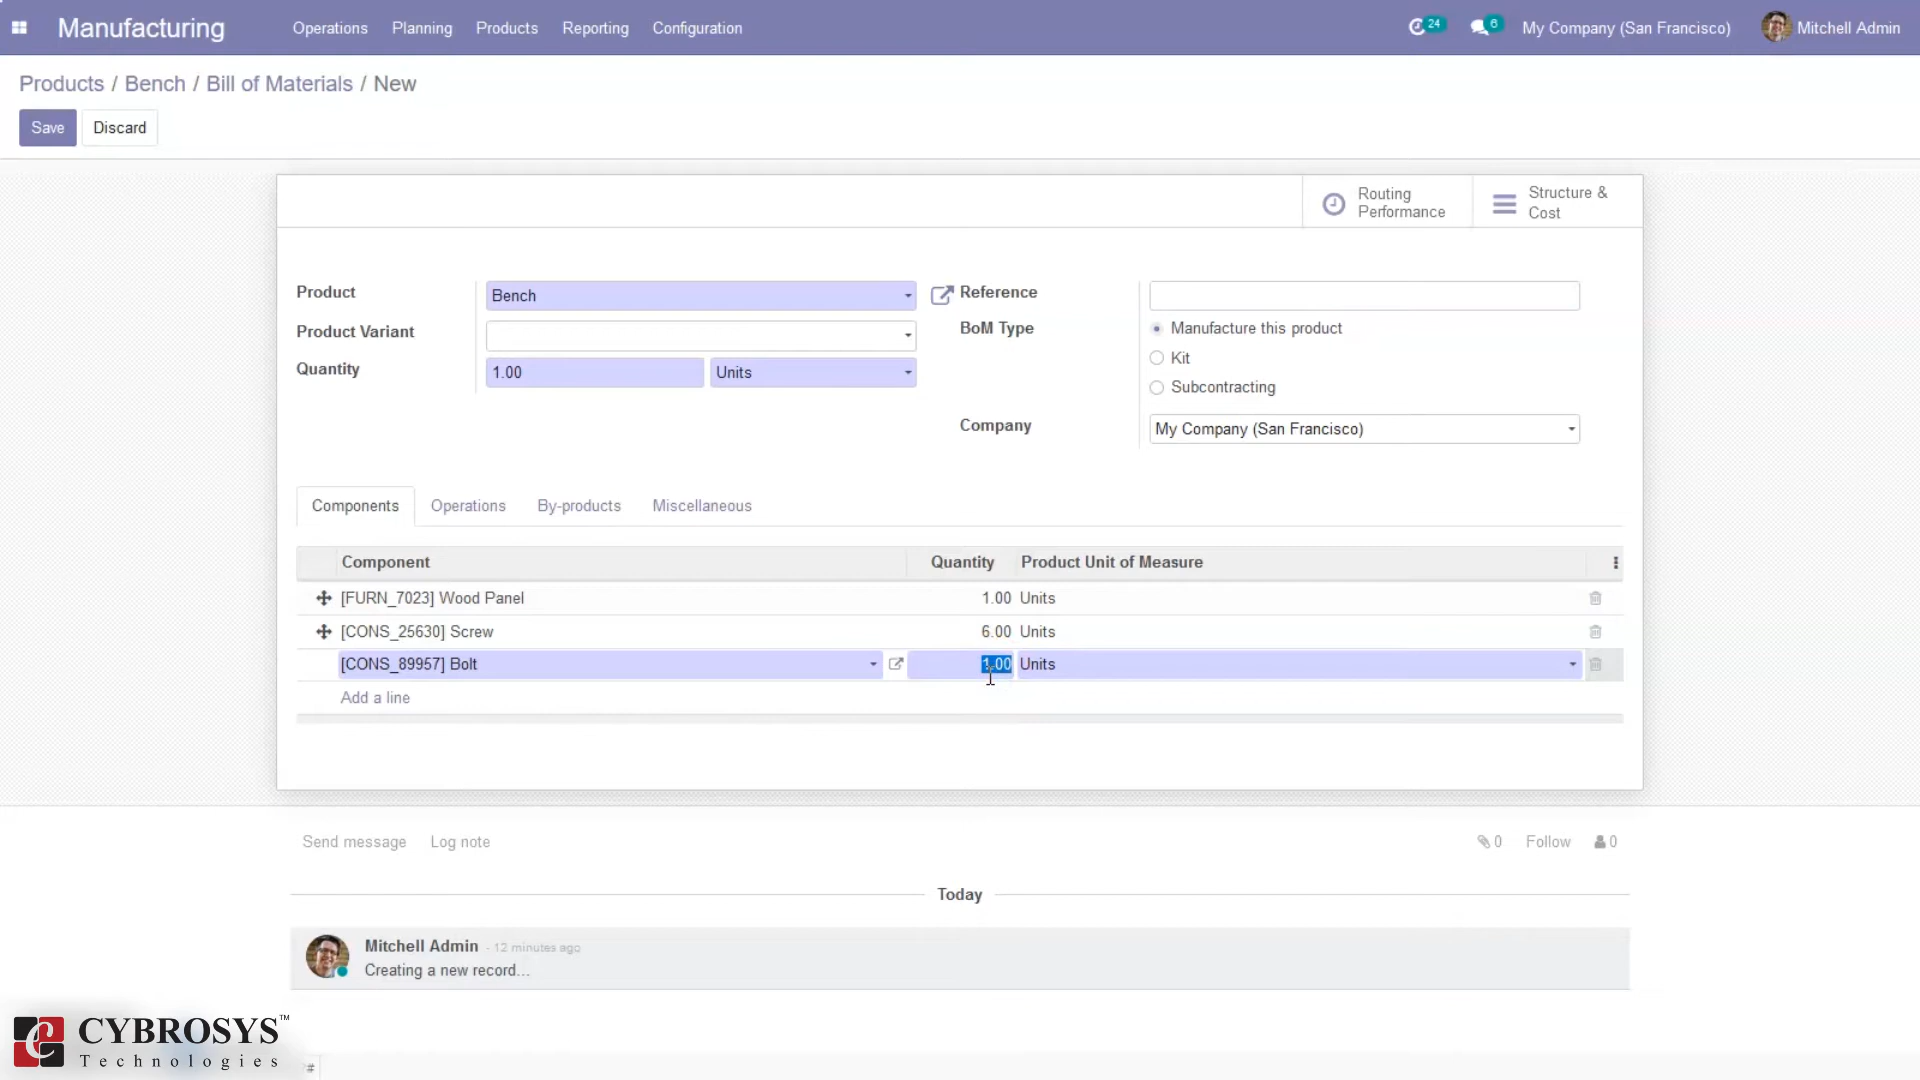 Manufacturing Operations Planning Products Reporting Configuration 24 6 My Company (San Francisco) Mitchell Admin
Products / Bench / Bill of Materials / New
Save Discard
Routing Performance
Structure & Cost
Product Bench
Reference
Product Variant
BoM Type Manufacture this product
Kit
Quantity 1.00 Units
Subcontracting
Company My Company (San Francisco)
Components Operations By-products Miscellaneous
Component Quantity Product Unit of Measure
[FURN_7023] Wood Panel 1.00 Units
[CONS_25630] Screw 6.00 Units
[CONS_89957] Bolt 1.00 Units
Add a line
Send message Log note 0 Follow 0
Today
Mitchell Admin - 12 minutes ago
Creating a new record...
CYBROSYS™
Technologies
#